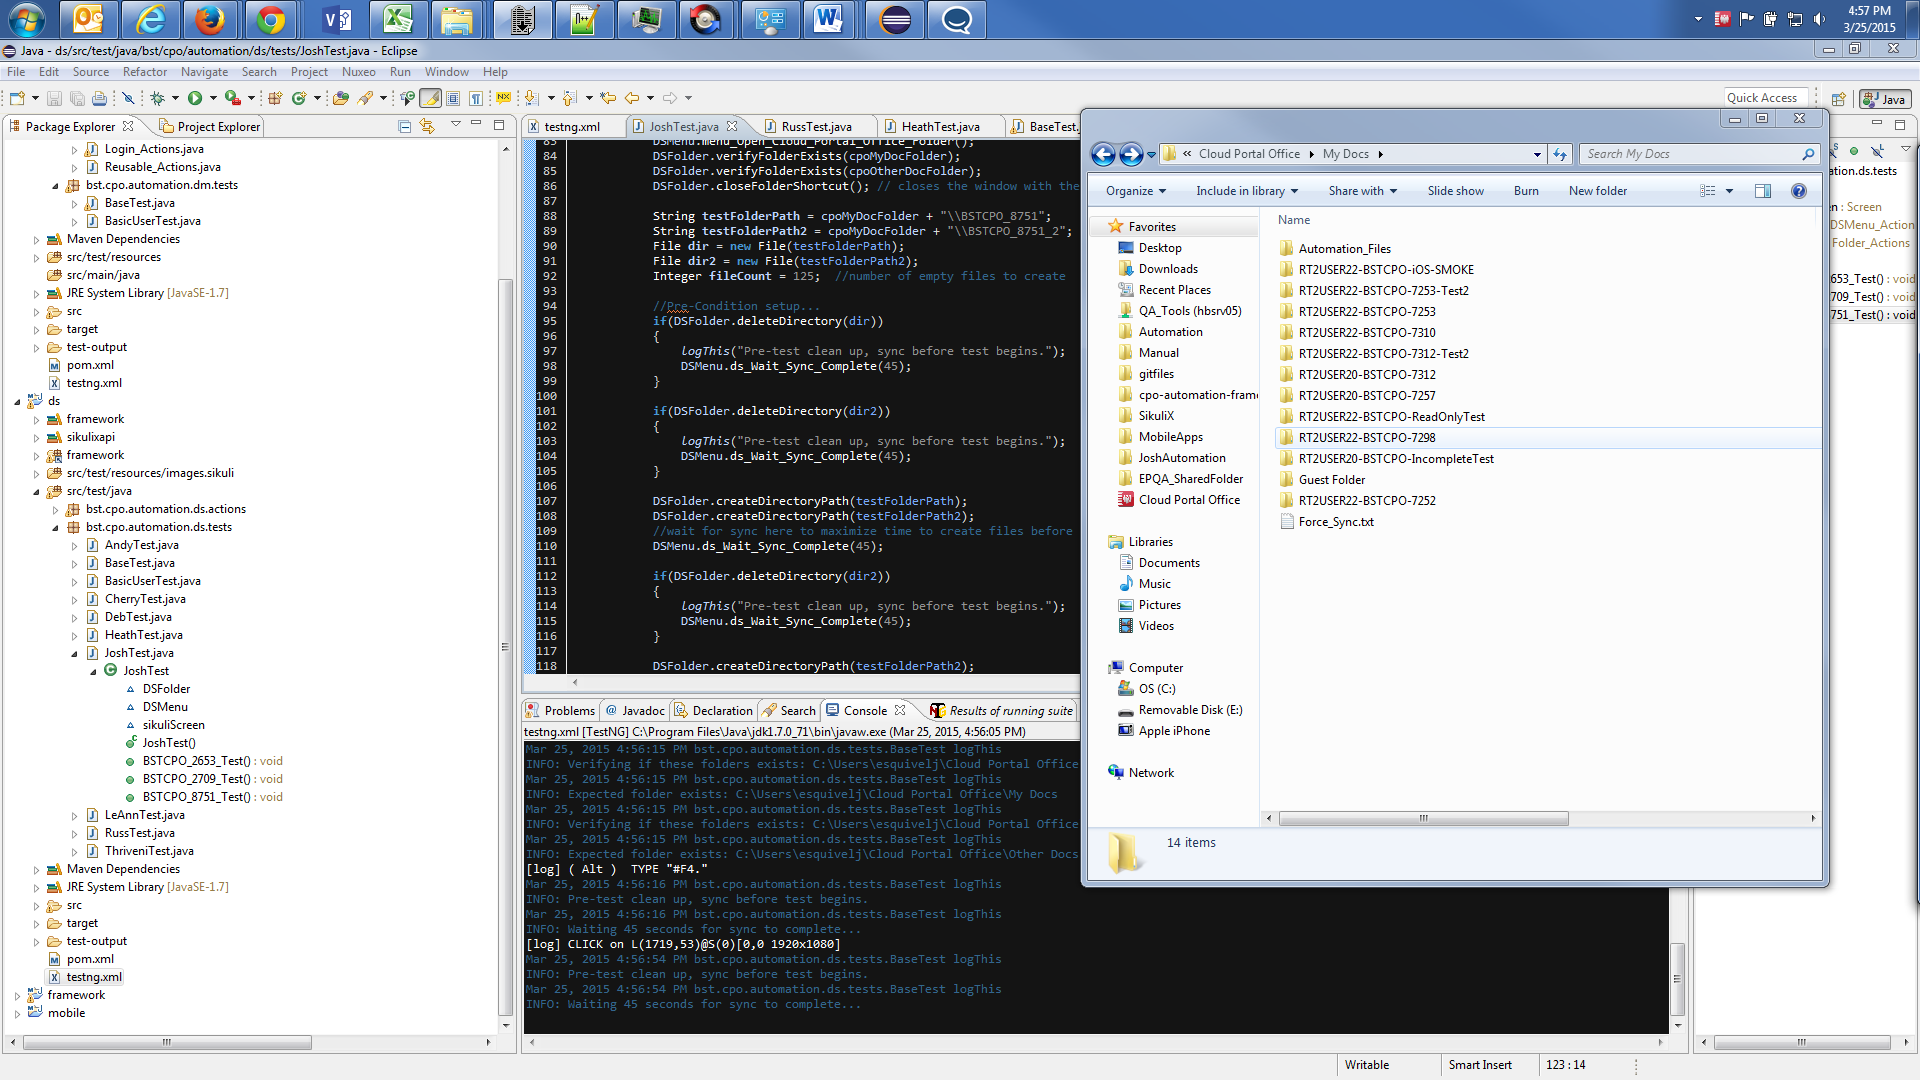 4:57 PM
3/25/2015
Java - ds/src/test/java/bst/cpo/automation/ds/tests/JoshTest.java - Eclipse
File Edit Source Refactor Navigate Search Project Nuxeo Run Window Help
Quick Access
Java
Package Explorer
Project Explorer
Login_Actions.java
Reusable_Actions.java
bst.cpo.automation.dm.tests
BaseTest.java
BasicUserTest.java
Maven Dependencies
src/test/resources
src/main/java
JRE System Library [JavaSE-1.7]
src
target
test-output
pom.xml
testng.xml
ds
framework
sikulixapi
framework
src/test/resources/images.sikuli
src/test/java
bst.cpo.automation.ds.actions
bst.cpo.automation.ds.tests
AndyTest.java
BaseTest.java
BasicUserTest.java
CherryTest.java
DebTest.java
HeathTest.java
JoshTest.java
JoshTest
DSFolder
DSMenu
sikuliScreen
JoshTest()
BSTCPO_2653_Test() : void
BSTCPO_2709_Test() : void
BSTCPO_8751_Test() : void
LeAnnTest.java
RussTest.java
ThriveniTest.java
Maven Dependencies
JRE System Library [JavaSE-1.7]
src
target
test-output
pom.xml
testng.xml
framework
mobile
testng.xml
JoshTest.java
RussTest.java
HeathTest.java
BaseTest.
83 DSMenu.menu_Open_Cloud_Portal_Office_Folder();
84 DSFolder.verifyFolderExists(cpoMyDocFolder);
85 DSFolder.verifyFolderExists(cpoOtherDocFolder);
86 DSFolder.closeFolderShortcut(); // closes the window with the
87
88 String testFolderPath = cpoMyDocFolder + "\\BSTCPO_8751";
89 String testFolderPath2 = cpoMyDocFolder + "\\BSTCPO_8751_2";
90 File dir = new File(testFolderPath);
91 File dir2 = new File(testFolderPath2);
92 Integer fileCount = 125; //number of empty files to create
93
94 //Pre-Condition setup...
95 if(DSFolder.deleteDirectory(dir))
96 {
97 logThis("Pre-test clean up, sync before test begins.");
98 DSMenu.ds_Wait_Sync_Complete(45);
99 }
100
101 if(DSFolder.deleteDirectory(dir2))
102 {
103 logThis("Pre-test clean up, sync before test begins.");
104 DSMenu.ds_Wait_Sync_Complete(45);
105 }
106
107 DSFolder.createDirectoryPath(testFolderPath);
108 DSFolder.createDirectoryPath(testFolderPath2);
109 //wait for sync here to maximize time to create files before
110 DSMenu.ds_Wait_Sync_Complete(45);
111
112 if(DSFolder.deleteDirectory(dir2))
113 {
114 logThis("Pre-test clean up, sync before test begins.");
115 DSMenu.ds_Wait_Sync_Complete(45);
116 }
117
118 DSFolder.createDirectoryPath(testFolderPath2);
Problems
Javadoc
Declaration
Search
Console
Results of running suite
testng.xml [TestNG] C:\Program Files\Java\jdk1.7.0_71\bin\javaw.exe (Mar 25, 2015, 4:56:05 PM)
Mar 25, 2015 4:56:15 PM bst.cpo.automation.ds.tests.BaseTest logThis
INFO: Verifying if these folders exists: C:\Users\esquivelj\Cloud Portal Office
Mar 25, 2015 4:56:15 PM bst.cpo.automation.ds.tests.BaseTest logThis
INFO: Expected folder exists: C:\Users\esquivelj\Cloud Portal Office\My Docs
Mar 25, 2015 4:56:15 PM bst.cpo.automation.ds.tests.BaseTest logThis
INFO: Verifying if these folders exists: C:\Users\esquivelj\Cloud Portal Office
Mar 25, 2015 4:56:15 PM bst.cpo.automation.ds.tests.BaseTest logThis
INFO: Expected folder exists: C:\Users\esquivelj\Cloud Portal Office\Other Docs
[log] ( Alt ) TYPE "#F4."
Mar 25, 2015 4:56:16 PM bst.cpo.automation.ds.tests.BaseTest logThis
INFO: Pre-test clean up, sync before test begins.
Mar 25, 2015 4:56:16 PM bst.cpo.automation.ds.tests.BaseTest logThis
INFO: Waiting 45 seconds for sync to complete...
[log] CLICK on L(1719,53)@S(0)[0,0 1920x1080]
Mar 25, 2015 4:56:54 PM bst.cpo.automation.ds.tests.BaseTest logThis
INFO: Pre-test clean up, sync before test begins.
Mar 25, 2015 4:56:54 PM bst.cpo.automation.ds.tests.BaseTest logThis
INFO: Waiting 45 seconds for sync to complete...
« Cloud Portal Office
My Docs
Search My Docs
Organize
Include in library
Share with
Slide show
Burn
New folder
Favorites
Desktop
Downloads
Recent Places
QA_Tools (hbsrv05)
Automation
Manual
gitfiles
cpo-automation-frame
SikuliX
MobileApps
JoshAutomation
EPQA_SharedFolder
Cloud Portal Office
Libraries
Documents
Music
Pictures
Videos
Computer
OS (C:)
Removable Disk (E:)
Apple iPhone
Network
Name
Automation_Files
RT2USER22-BSTCPO-iOS-SMOKE
RT2USER22-BSTCPO-7253-Test2
RT2USER22-BSTCPO-7253
RT2USER22-BSTCPO-7310
RT2USER22-BSTCPO-7312-Test2
RT2USER20-BSTCPO-7312
RT2USER20-BSTCPO-7257
RT2USER22-BSTCPO-ReadOnlyTest
RT2USER22-BSTCPO-7298
RT2USER20-BSTCPO-IncompleteTest
Guest Folder
RT2USER22-BSTCPO-7252
Force_Sync.txt
14 items
ion.ds.tests
en : Screen
DSMenu_Action
Folder_Actions
653_Test() : void
709_Test() : void
751_Test() : void
Writable
Smart Insert
123 : 14